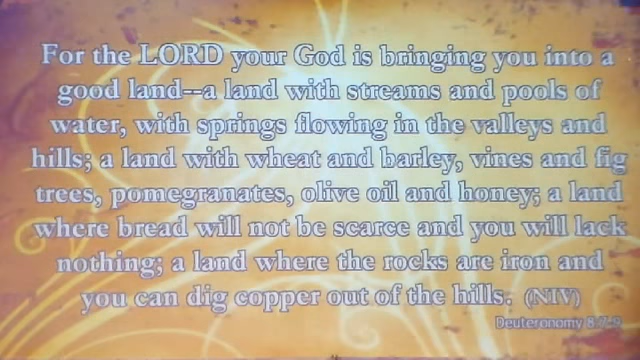 For the LORD your God is bringing you into a
good land--a land with streams and pools of
water, with springs flowing in the valleys and
hills; a land with wheat and barley, vines and fig
trees, pomegranates, olive oil and honey; a land
where bread will not be scarce and you will lack
nothing; a land where the rocks are iron and
you can dig copper out of the hills. (NIV)
Deuteronomy 8:7-9